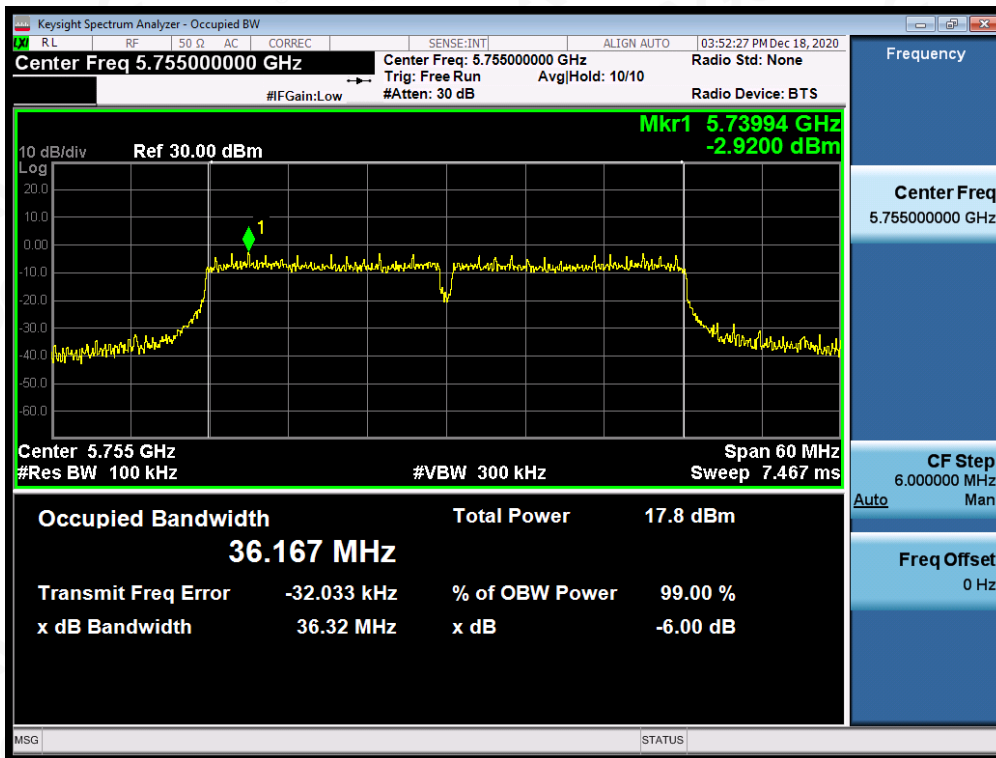 Keysight Spectrum Analyzer - Occupied BW
LXI RL RF 50 Ω AC CORREC SENSE:INT ALIGN AUTO 03:52:27 PM Dec 18, 2020
Center Freq 5.755000000 GHz
Center Freq: 5.755000000 GHz
Radio Std: None
Trig: Free Run Avg|Hold: 10/10
#IFGain:Low
#Atten: 30 dB
Radio Device: BTS
Mkr1 5.73994 GHz
-2.9200 dBm
10 dB/div Ref 30.00 dBm
Log
20.0
10.0
0.00
-10.0
-20.0
-30.0
-40.0
-50.0
-60.0
1
Center 5.755 GHz Span 60 MHz
#Res BW 100 kHz #VBW 300 kHz Sweep 7.467 ms
Occupied Bandwidth Total Power 17.8 dBm
36.167 MHz
Transmit Freq Error -32.033 kHz % of OBW Power 99.00 %
x dB Bandwidth 36.32 MHz x dB -6.00 dB
MSG STATUS
Frequency
Center Freq
5.755000000 GHz
CF Step
6.000000 MHz
Auto Man
Freq Offset
0 Hz